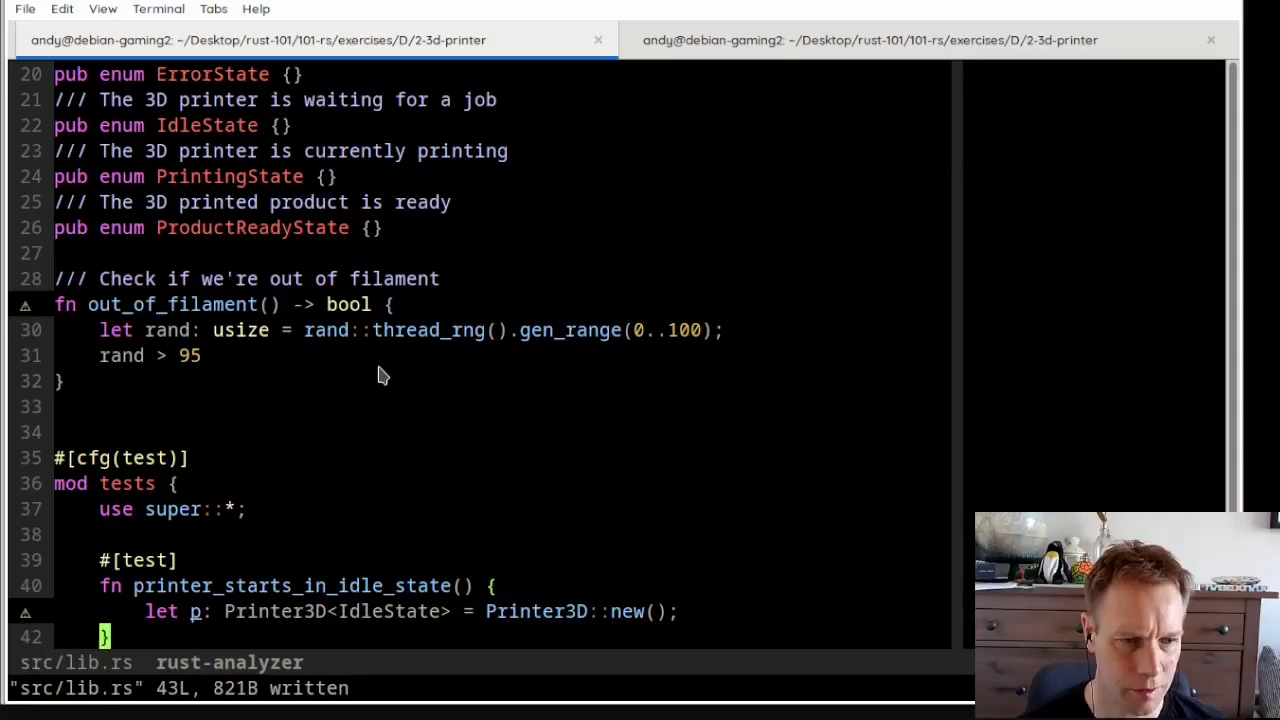 File Edit View Terminal Tabs Help
andy@debian-gaming2: ~/Desktop/rust-101/101-rs/exercises/D/2-3d-printer × andy@debian-gaming2: ~/Desktop/rust-101/101-rs/exercises/D/2-3d-printer ×
20 pub enum ErrorState {}
21 /// The 3D printer is waiting for a job
22 pub enum IdleState {}
23 /// The 3D printer is currently printing
24 pub enum PrintingState {}
25 /// The 3D printed product is ready
26 pub enum ProductReadyState {}
27
28 /// Check if we're out of filament
⚠ fn out_of_filament() -> bool {
30     let rand: usize = rand::thread_rng().gen_range(0..100);
31     rand > 95
32 }
33
34
35 #[cfg(test)]
36 mod tests {
37     use super::*;
38
39     #[test]
40     fn printer_starts_in_idle_state() {
⚠         let p: Printer3D<IdleState> = Printer3D::new();
42     }
src/lib.rs rust-analyzer
"src/lib.rs" 43L, 821B written